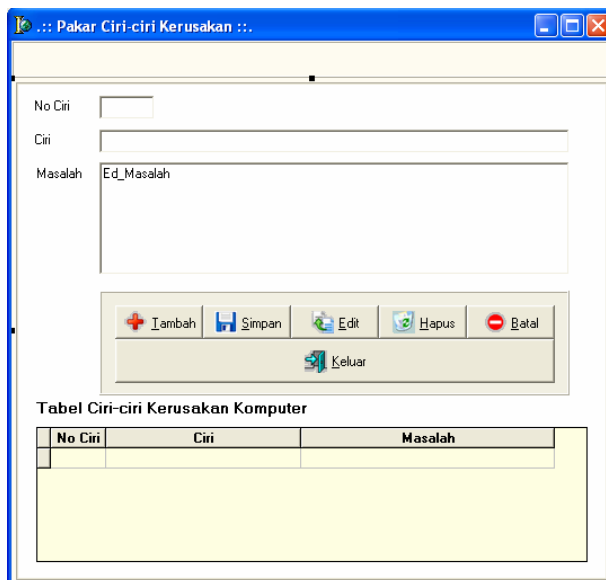 .:: Pakar Ciri-ciri Kerusakan ::.
No Ciri
Ciri
Masalah
Ed_Masalah
Tambah Simpan Edit Hapus Batal
Keluar
Tabel Ciri-ciri Kerusakan Komputer
No Ciri Ciri Masalah